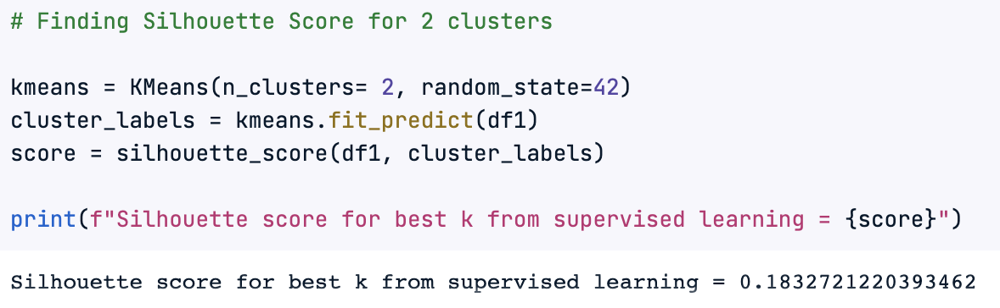 # Finding Silhouette Score for 2 clusters
kmeans = KMeans(n_clusters= 2, random_state=42)
cluster_labels = kmeans.fit_predict(df1)
score = silhouette_score(df1, cluster_labels)
print(f"Silhouette score for best k from supervised learning = {score}")
Silhouette score for best k from supervised learning = 0.1832721220393462